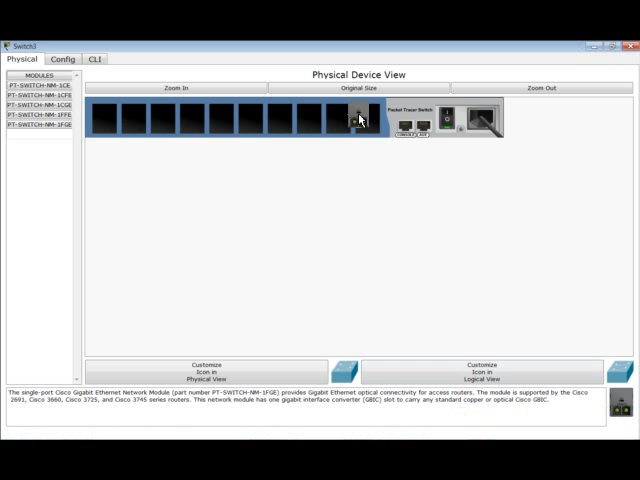 Switch3
Physical Config CLI
MODULES
PT-SWITCH-NM-1CE
PT-SWITCH-NM-1CFE
PT-SWITCH-NM-1CGE
PT-SWITCH-NM-1FFE
PT-SWITCH-NM-1FGE
Physical Device View
Zoom In Original Size Zoom Out
Packet Tracer Switch
CONSOLE AUX
Customize
Icon in
Physical View
Customize
Icon in
Logical View
The single-port Cisco Gigabit Ethernet Network Module (part number PT-SWITCH-NM-1FGE) provides Gigabit Ethernet optical connectivity for access routers. The module is supported by the Cisco
2691, Cisco 3660, Cisco 3725, and Cisco 3745 series routers. This network module has one gigabit interface converter (GBIC) slot to carry any standard copper or optical Cisco GBIC.